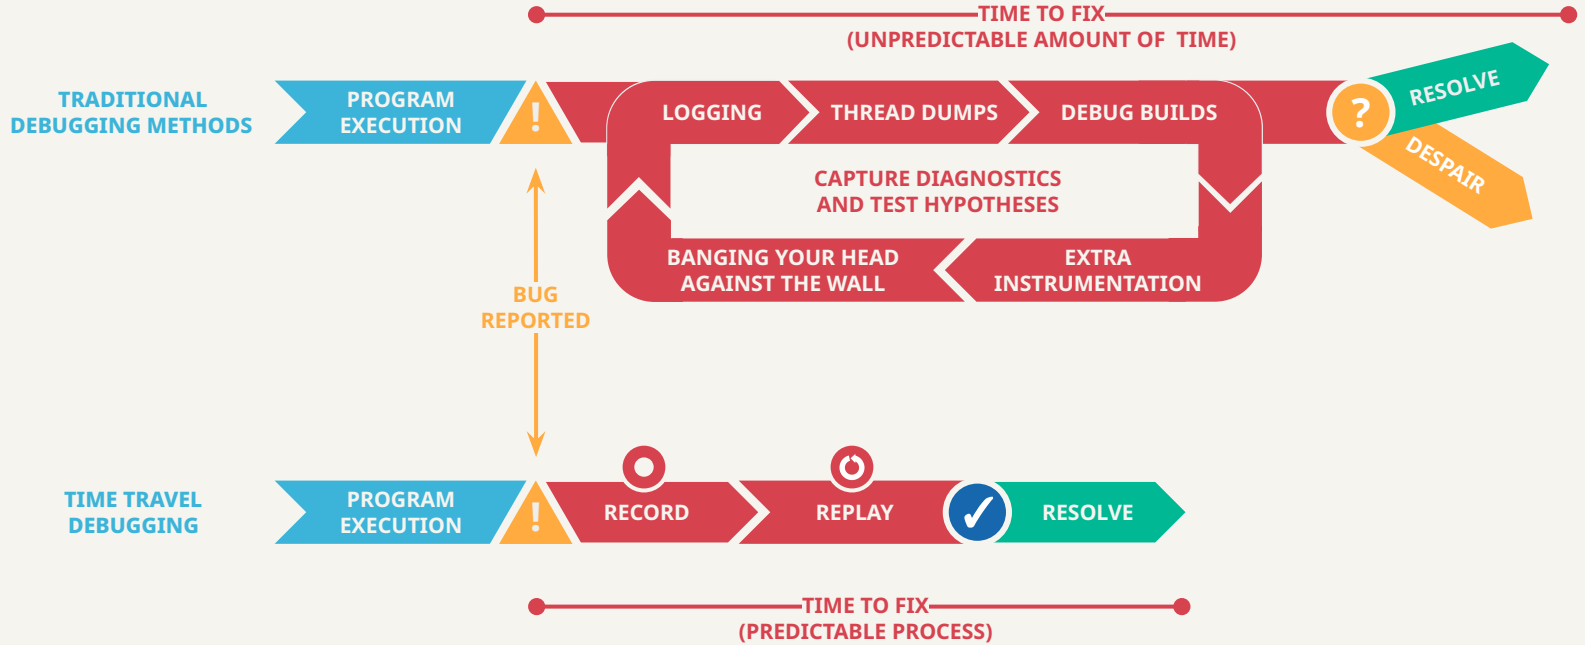 TIME TO FIX
(UNPREDICTABLE AMOUNT OF  TIME)
TRADITIONAL
DEBUGGING METHODS
PROGRAM
EXECUTION
!
LOGGING
THREAD DUMPS
DEBUG BUILDS
?
RESOLVE
DESPAIR
CAPTURE DIAGNOSTICS
AND TEST HYPOTHESES
BANGING YOUR HEAD
AGAINST THE WALL
EXTRA
INSTRUMENTATION
BUG
REPORTED
TIME TRAVEL
DEBUGGING
PROGRAM
EXECUTION
!
RECORD
REPLAY
RESOLVE
TIME TO FIX
(PREDICTABLE PROCESS)